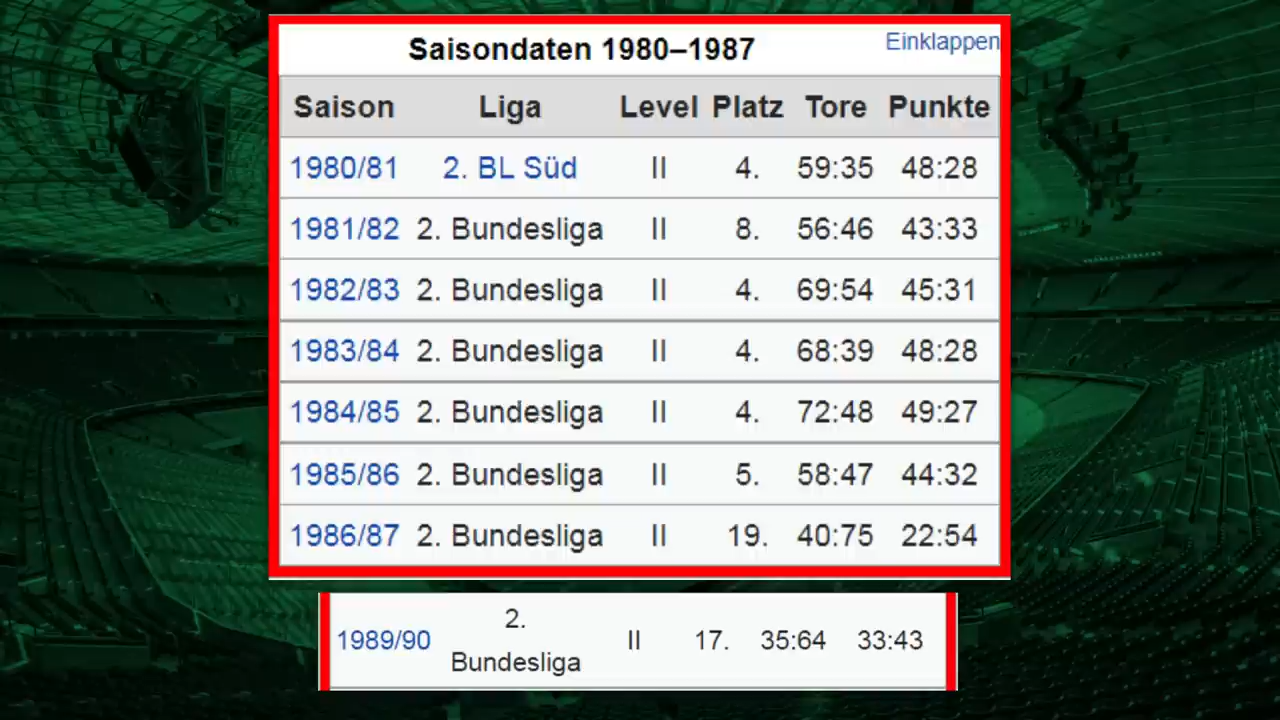 Saisondaten 1980–1987 Einklappen
Saison Liga Level Platz Tore Punkte
1980/81 2. BL Süd II 4. 59:35 48:28
1981/82 2. Bundesliga II 8. 56:46 43:33
1982/83 2. Bundesliga II 4. 69:54 45:31
1983/84 2. Bundesliga II 4. 68:39 48:28
1984/85 2. Bundesliga II 4. 72:48 49:27
1985/86 2. Bundesliga II 5. 58:47 44:32
1986/87 2. Bundesliga II 19. 40:75 22:54
1989/90 2. Bundesliga II 17. 35:64 33:43